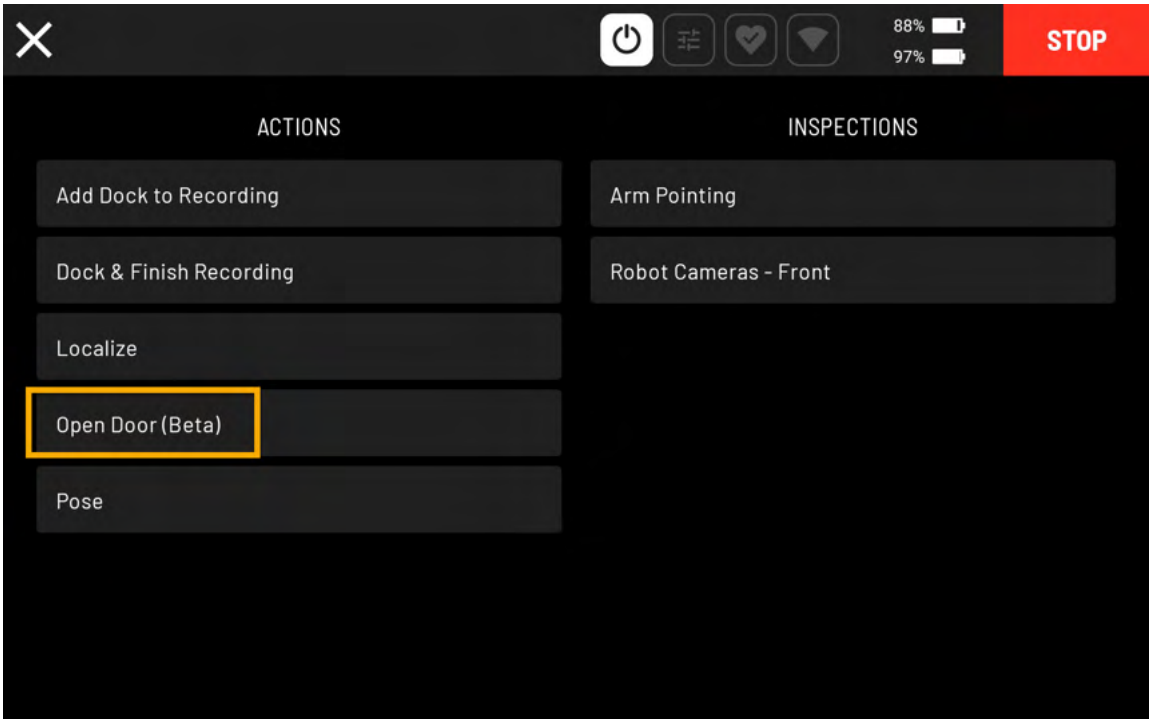 88%
97%
STOP
ACTIONS
Add Dock to Recording
Dock & Finish Recording
Localize
Open Door (Beta)
Pose
INSPECTIONS
Arm Pointing
Robot Cameras - Front